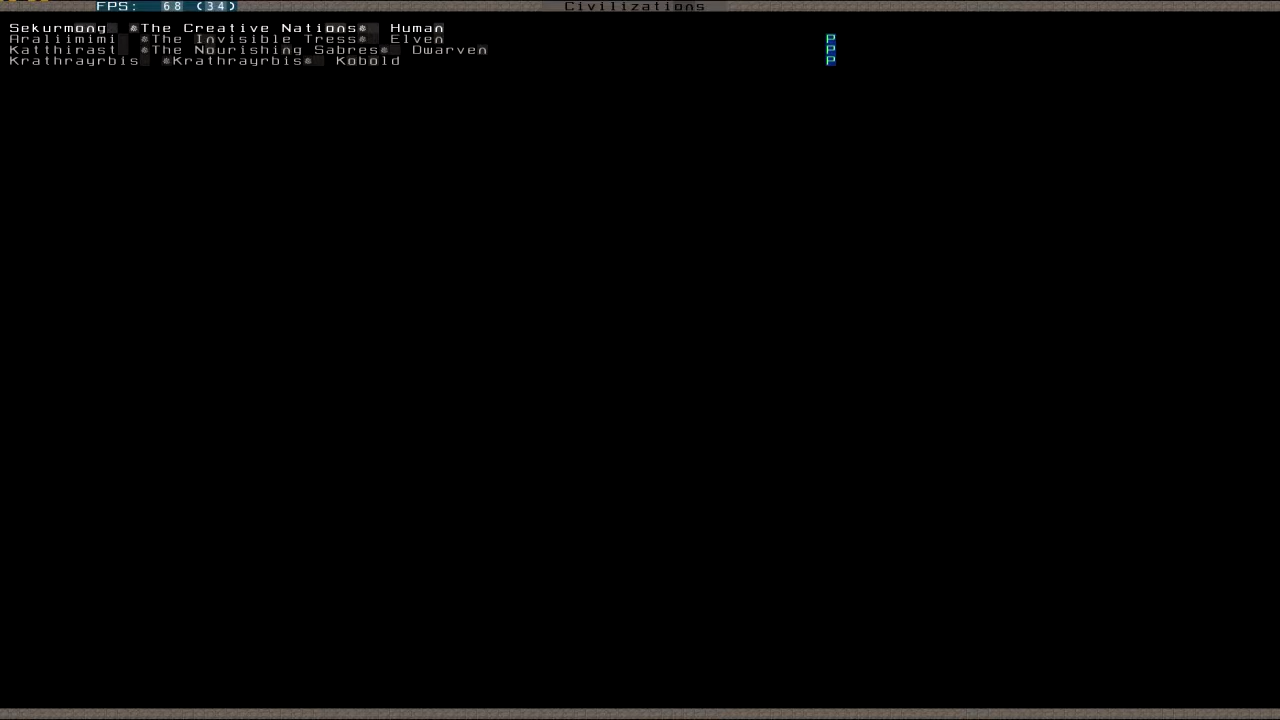 FPS: 68 (34) Civilizations
Sekurmong *The Creative Nations* Human
Araliimimi *The Invisible Tress* Elven P
Katthirast *The Nourishing Sabres* Dwarven P
Krathrayrbis *Krathrayrbis* Kobold P